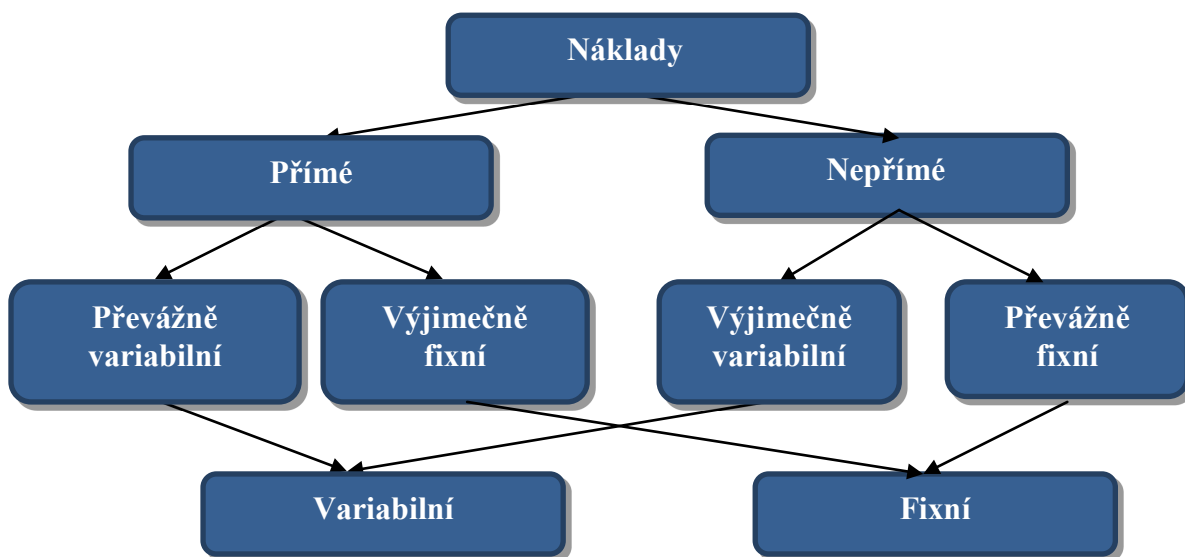 Náklady
Přímé
Nepřímé
Převážně
variabilní
Výjimečně
fixní
Výjimečně
variabilní
Převážně
fixní
Variabilní
Fixní